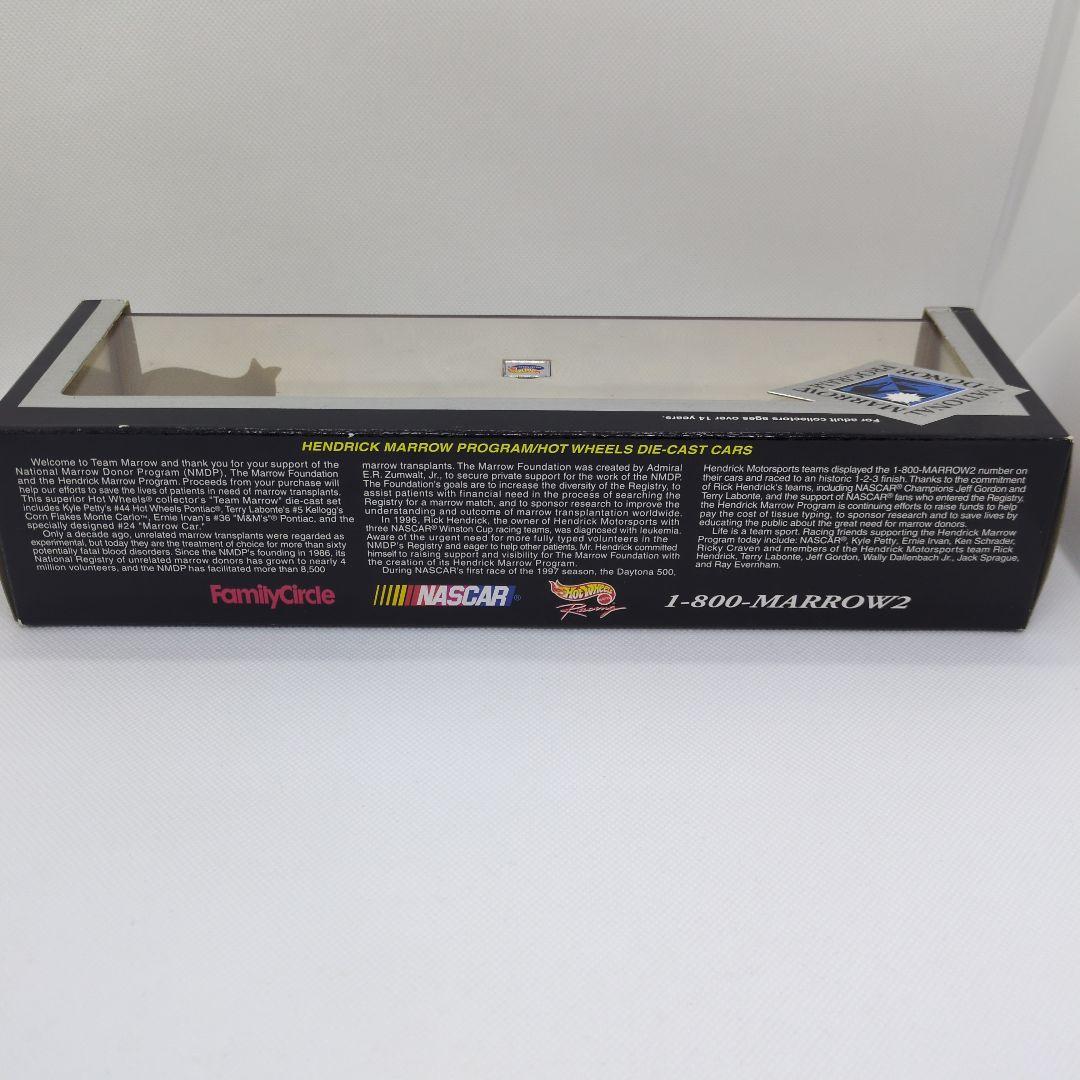 NATIONAL
MARROW
DONOR
PROGRAM
For adult collectors ages over 14 years.
HENDRICK MARROW PROGRAM/HOT WHEELS DIE-CAST CARS
Welcome to Team Marrow and thank you for your support of the
National Marrow Donor Program (NMDP), The Marrow Foundation
and the Hendrick Marrow Program. Proceeds from your purchase will
help our efforts to save the lives of patients in need of marrow transplants.
This superior Hot Wheels® collector's "Team Marrow" die-cast set
includes Kyle Petty's #44 Hot Wheels Pontiac®, Terry Labonte's #5 Kellogg's
Corn Flakes Monte Carlo™, Ernie Irvan's #36 "M&M's"® Pontiac, and the
specially designed #24 "Marrow Car."
Only a decade ago, unrelated marrow transplants were regarded as
experimental, but today they are the treatment of choice for more than sixty
potentially fatal blood disorders. Since the NMDP's founding in 1986, its
National Registry of unrelated marrow donors has grown to nearly 4
million volunteers, and the NMDP has facilitated more than 8,500
marrow transplants. The Marrow Foundation was created by Admiral
E.R. Zumwalt, Jr., to secure private support for the work of the NMDP.
The Foundation's goals are to increase the diversity of the Registry, to
assist patients with financial need in the process of searching the
Registry for a marrow match, and to sponsor research to improve the
understanding and outcome of marrow transplantation worldwide.
In 1996, Rick Hendrick, the owner of Hendrick Motorsports with
three NASCAR® Winston Cup racing teams, was diagnosed with leukemia.
Aware of the urgent need for more fully typed volunteers in the
NMDP's Registry and eager to help other patients, Mr. Hendrick committed
himself to raising support and visibility for The Marrow Foundation with
the creation of its Hendrick Marrow Program.
During NASCAR's first race of the 1997 season, the Daytona 500,
Hendrick Motorsports teams displayed the 1-800-MARROW2 number on
their cars and raced to an historic 1-2-3 finish. Thanks to the commitment
of Rick Hendrick's teams, including NASCAR® Champions Jeff Gordon and
Terry Labonte, and the support of NASCAR® fans who entered the Registry,
the Hendrick Marrow Program is continuing efforts to raise funds to help
pay the cost of tissue typing, to sponsor research and to save lives by
educating the public about the great need for marrow donors.
Life is a team sport. Racing friends supporting the Hendrick Marrow
Program today include: NASCAR®, Kyle Petty, Ernie Irvan, Ken Schrader,
Ricky Craven and members of the Hendrick Motorsports team Rick
Hendrick, Terry Labonte, Jeff Gordon, Wally Dallenbach Jr., Jack Sprague,
and Ray Evernham.
FamilyCircle
NASCAR®
Hot Wheels
Racing
1-800-MARROW2